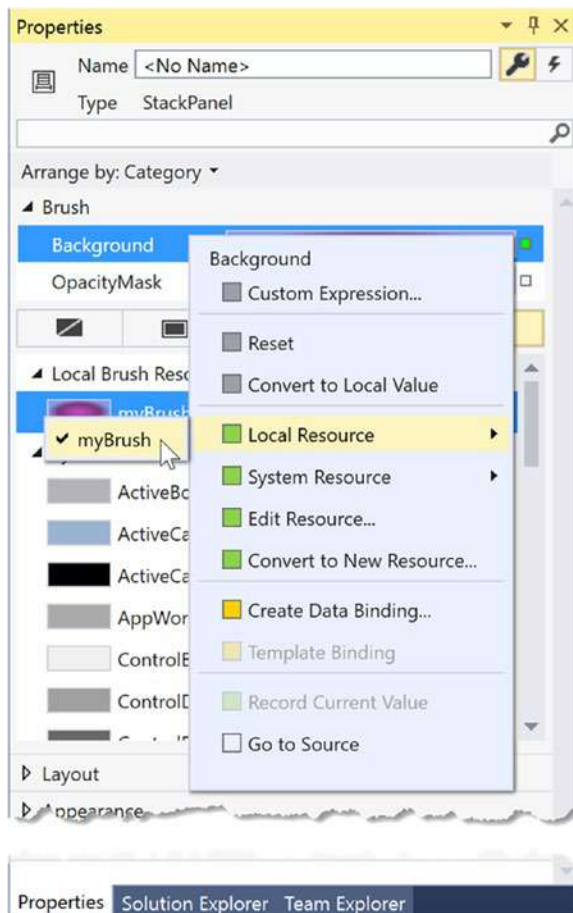 Properties
Name <No Name>
Type StackPanel
Arrange by: Category
Brush
Background
OpacityMask
Background
Custom Expression...
Reset
Convert to Local Value
Local Resource
System Resource
Edit Resource...
Convert to New Resource...
Create Data Binding...
Template Binding
Record Current Value
Go to Source
Local Brush Reso
myBrush
myBrush
ActiveBo
ActiveCa
ActiveCa
AppWor
ControlD
Layout
Appearance
Properties Solution Explorer Team Explorer